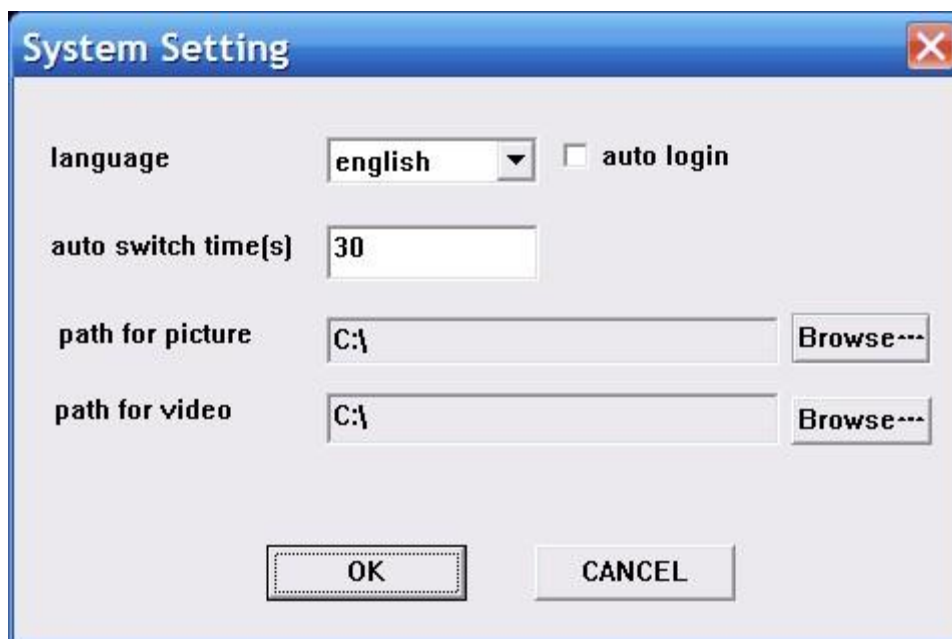 System Setting
language english auto login
auto switch time(s) 30
path for picture C:\ Browse---
path for video C:\ Browse---
OK CANCEL